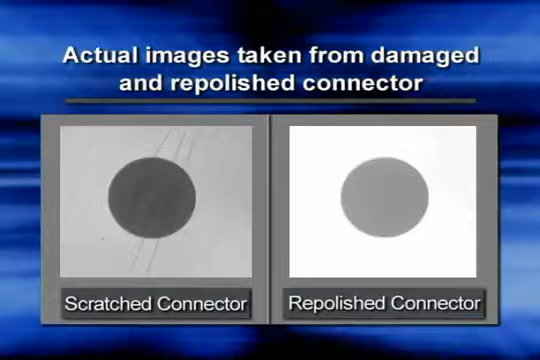 Actual images taken from damaged
and repolished connector
Scratched Connector
Repolished Connector